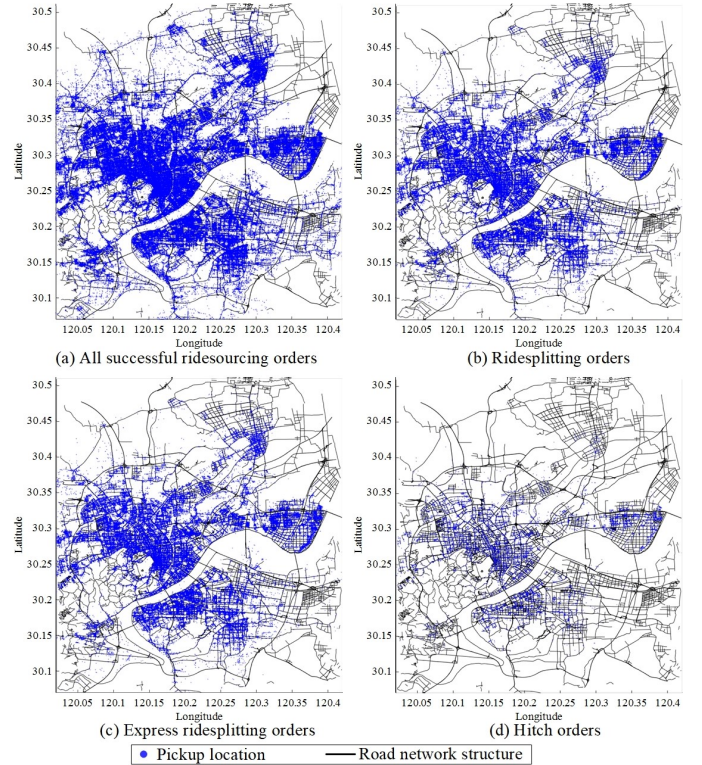 30.5
30.45
30.4
30.35
30.3
30.25
30.2
30.15
30.1
Latitude
120.05 120.1 120.15 120.2 120.25 120.3 120.35 120.4
Longitude
(a) All successful ridesourcing orders
30.5
30.45
30.4
30.35
30.3
30.25
30.2
30.15
30.1
Latitude
120.05 120.1 120.15 120.2 120.25 120.3 120.35 120.4
Longitude
(b) Ridesplitting orders
30.5
30.45
30.4
30.35
30.3
30.25
30.2
30.15
30.1
Latitude
120.05 120.1 120.15 120.2 120.25 120.3 120.35 120.4
Longitude
(c) Express ridesplitting orders
30.5
30.45
30.4
30.35
30.3
30.25
30.2
30.15
30.1
Latitude
120.05 120.1 120.15 120.2 120.25 120.3 120.35 120.4
Longitude
(d) Hitch orders
Pickup location
Road network structure